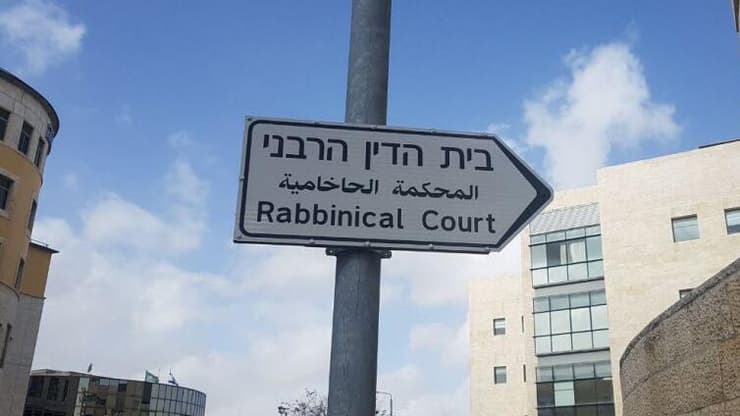 בית הדין הרבני
المحكمة الحاخامية
Rabbinical Court